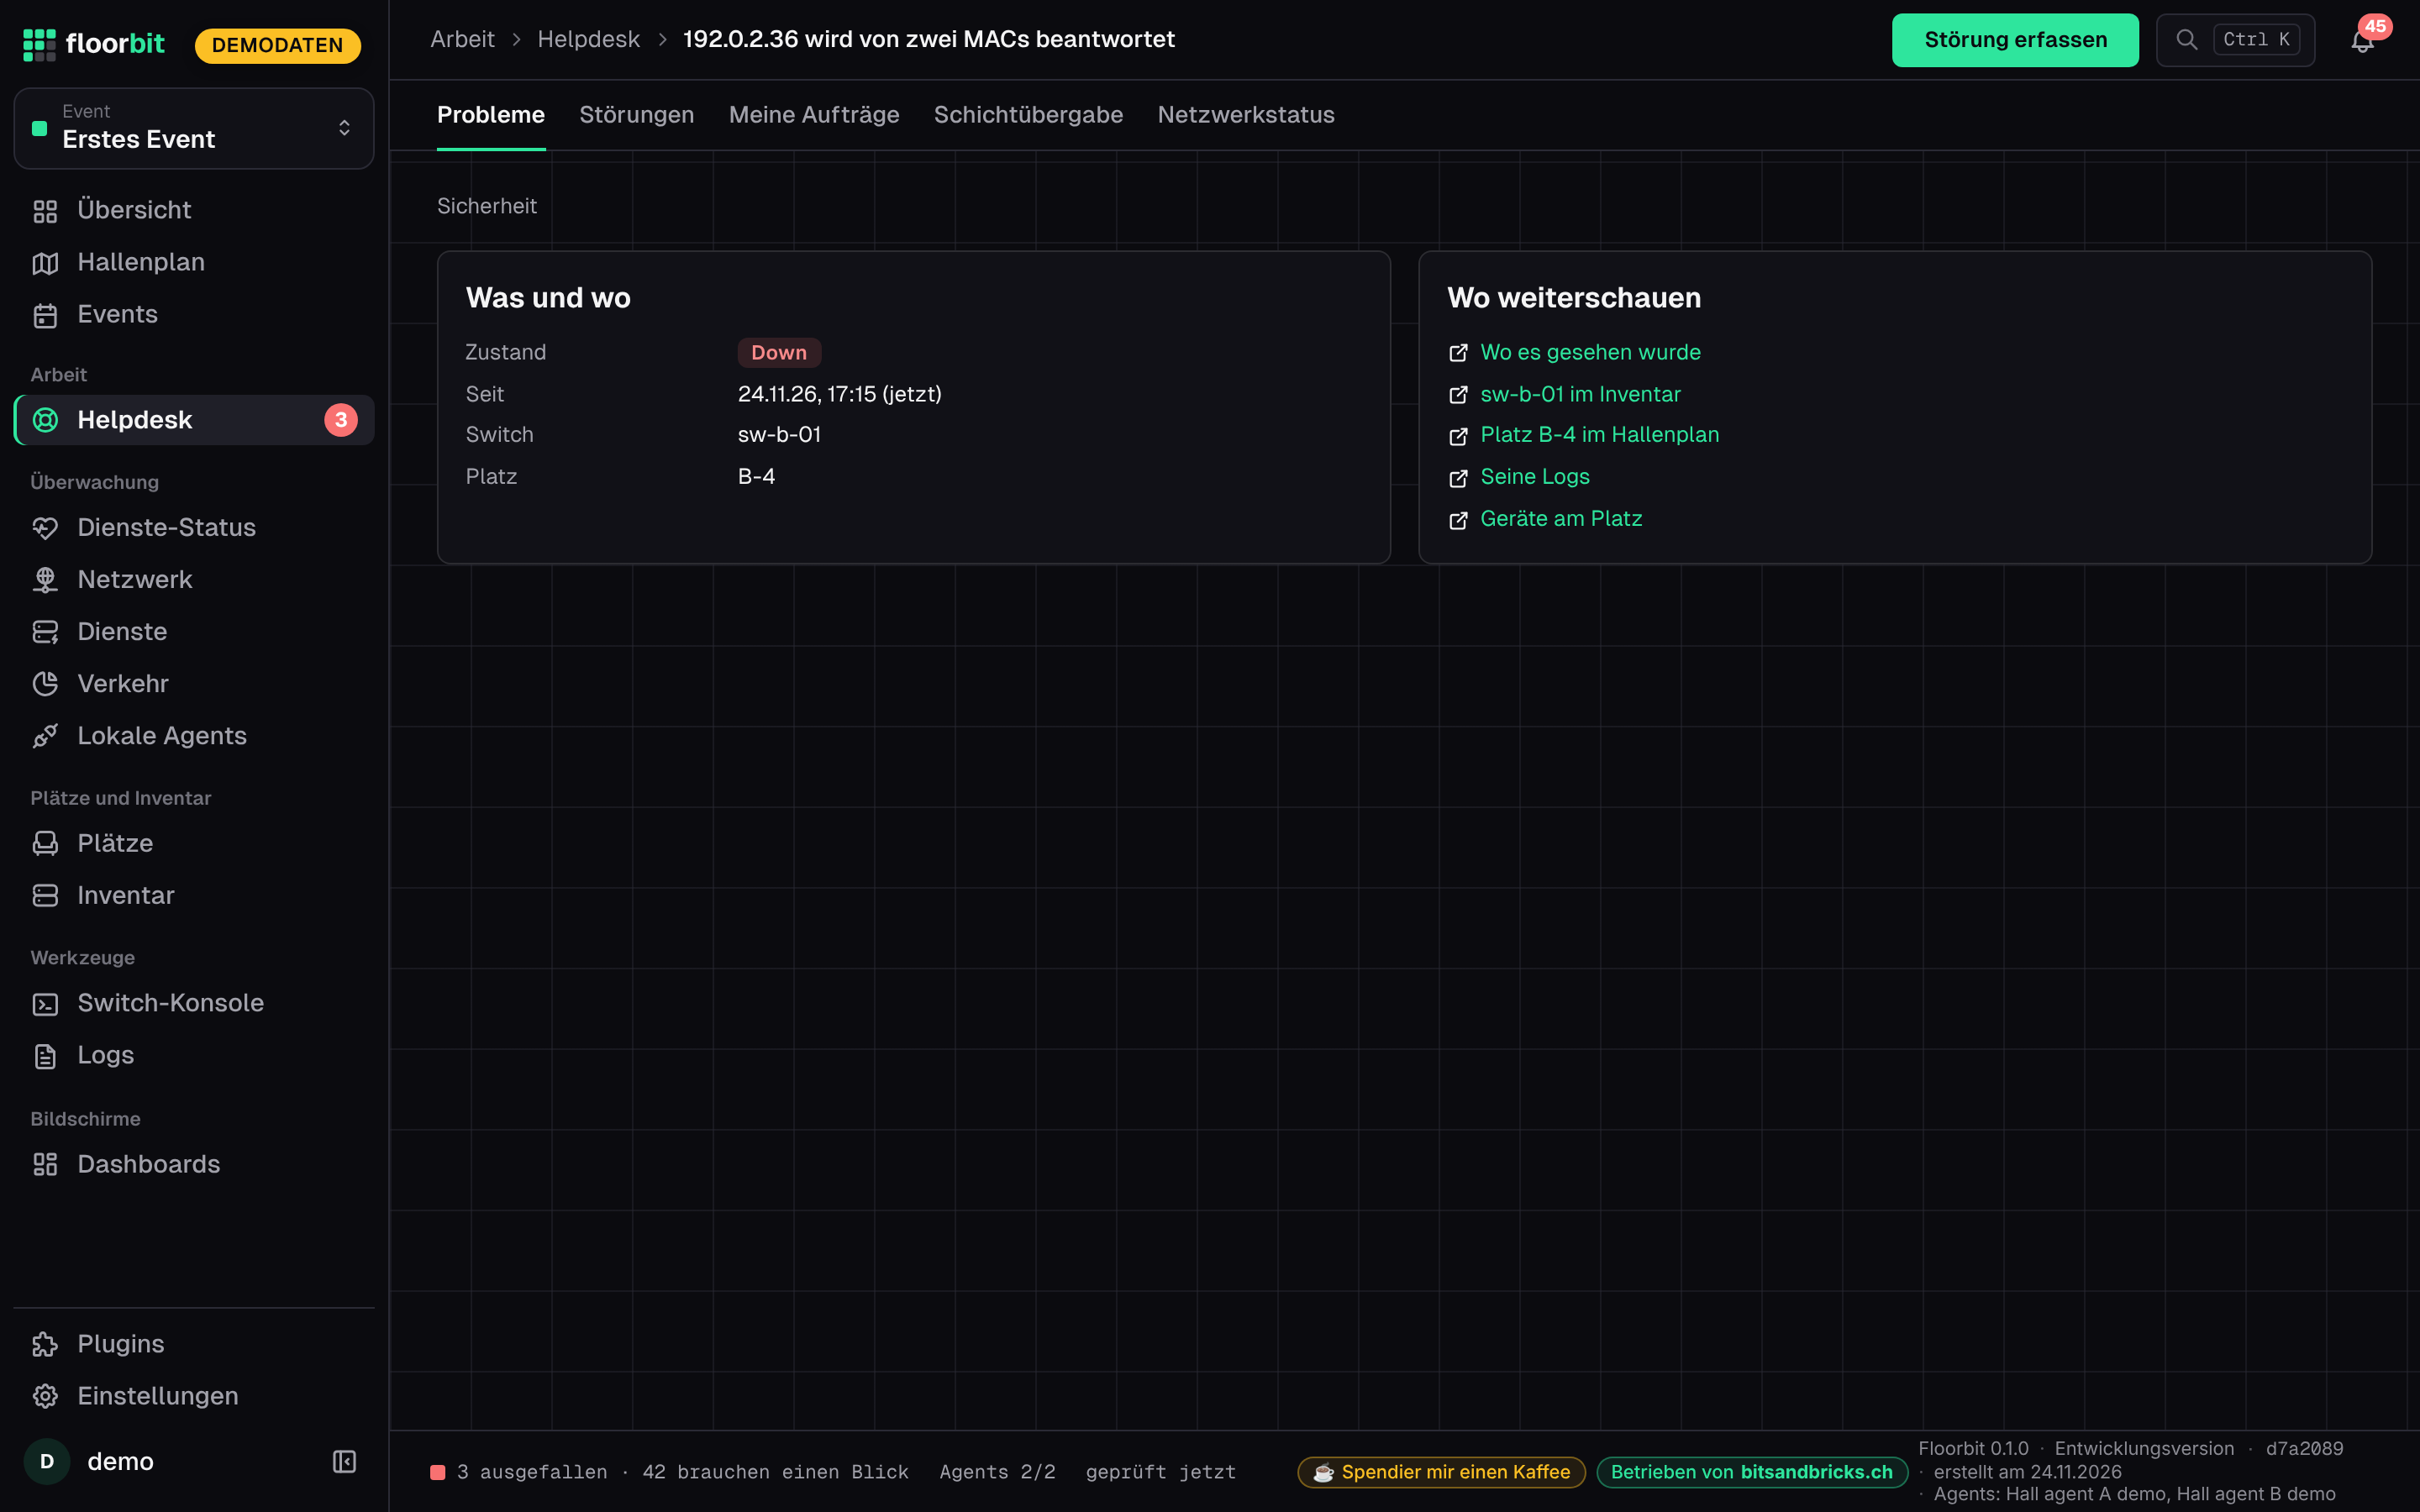 floorbit
DEMODATEN
Event
Erstes Event
Übersicht
Hallenplan
Events
Arbeit
Helpdesk
3
Überwachung
Dienste-Status
Netzwerk
Dienste
Verkehr
Lokale Agents
Plätze und Inventar
Plätze
Inventar
Werkzeuge
Switch-Konsole
Logs
Bildschirme
Dashboards
Plugins
Einstellungen
D
demo
Arbeit > Helpdesk > 192.0.2.36 wird von zwei MACs beantwortet
Störung erfassen
Ctrl K
45
Probleme
Störungen
Meine Aufträge
Schichtübergabe
Netzwerkstatus
Sicherheit
Was und wo
Zustand Down
Seit 24.11.26, 17:15 (jetzt)
Switch sw-b-01
Platz B-4
Wo weiterschauen
Wo es gesehen wurde
sw-b-01 im Inventar
Platz B-4 im Hallenplan
Seine Logs
Geräte am Platz
3 ausgefallen · 42 brauchen einen Blick Agents 2/2 geprüft jetzt
☕ Spendier mir einen Kaffee
Betrieben von bitsandbricks.ch
Floorbit 0.1.0 · Entwicklungsversion · d7a2089
· erstellt am 24.11.2026
· Agents: Hall agent A demo, Hall agent B demo